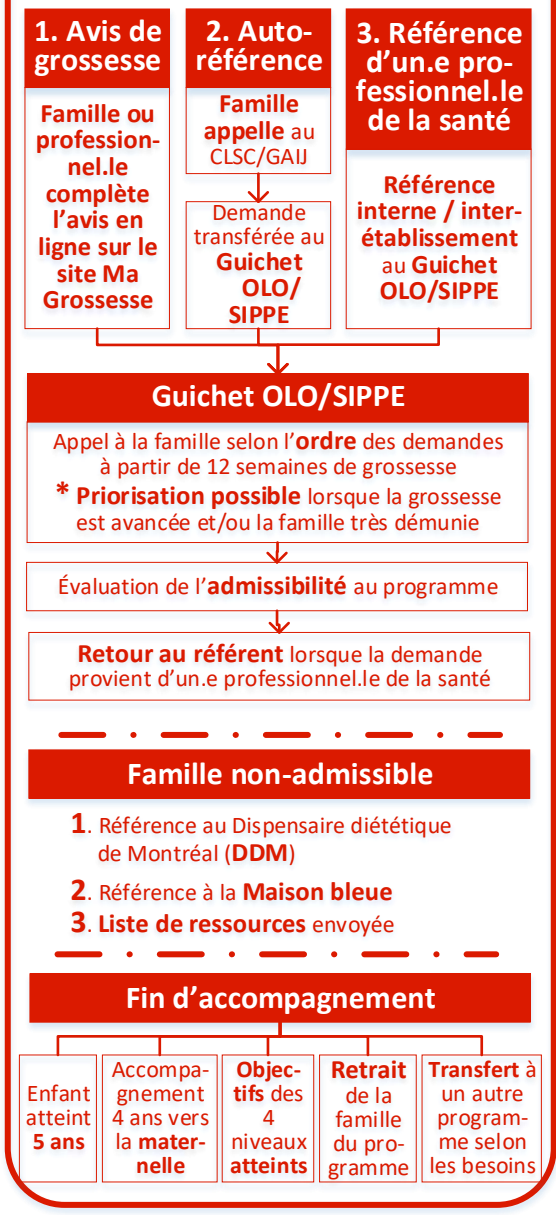 1. Avis de
grossesse
Famille ou
profession-
nel.le
complète
l'avis en
ligne sur le
site Ma
Grossesse
2. Auto-
référence
Famille
appelle au
CLSC/GAIJ
Demande
transférée au
Guichet
OLO/
SIPPE
3. Référence
d'un.e pro-
fessionnel.le
de la santé
Référence
interne / inter-
établissement
au Guichet
OLO/SIPPE
Guichet OLO/SIPPE
Appel à la famille selon l'ordre des demandes
à partir de 12 semaines de grossesse
* Priorisation possible lorsque la grossesse
est avancée et/ou la famille très démunie
Évaluation de l'admissibilité au programme
Retour au référent lorsque la demande
provient d'un.e professionnel.le de la santé
Famille non-admissible
1. Référence au Dispensaire diététique
de Montréal (DDM)
2. Référence à la Maison bleue
3. Liste de ressources envoyée
Fin d'accompagnement
Enfant
atteint
5 ans
Accompa-
gnement
4 ans vers
la mater-
nelle
Objec-
tifs des
4
niveaux
atteints
Retrait
de la
famille
du pro-
gramme
Transfert à
un autre
program-
me selon
les besoins